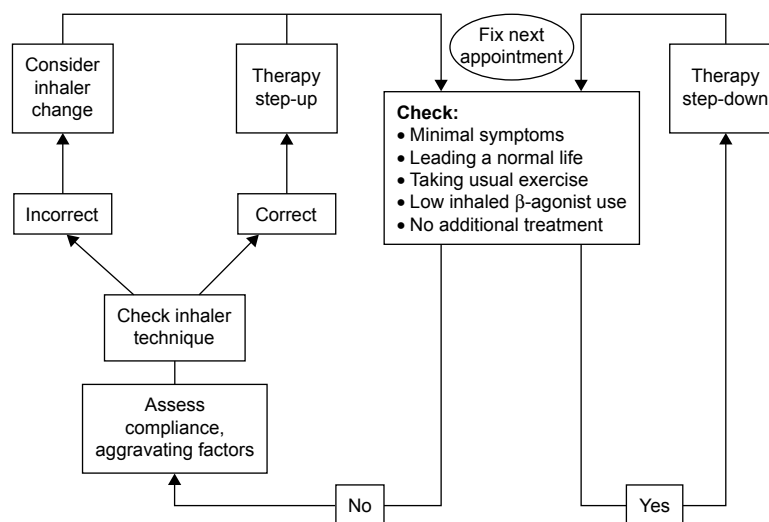 Fix next
appointment
Consider
inhaler
change
Therapy
step-up
Therapy
step-down
Check:
• Minimal symptoms
• Leading a normal life
• Taking usual exercise
• Low inhaled β-agonist use
• No additional treatment
Incorrect
Correct
Check inhaler
technique
Assess
compliance,
aggravating factors
No
Yes